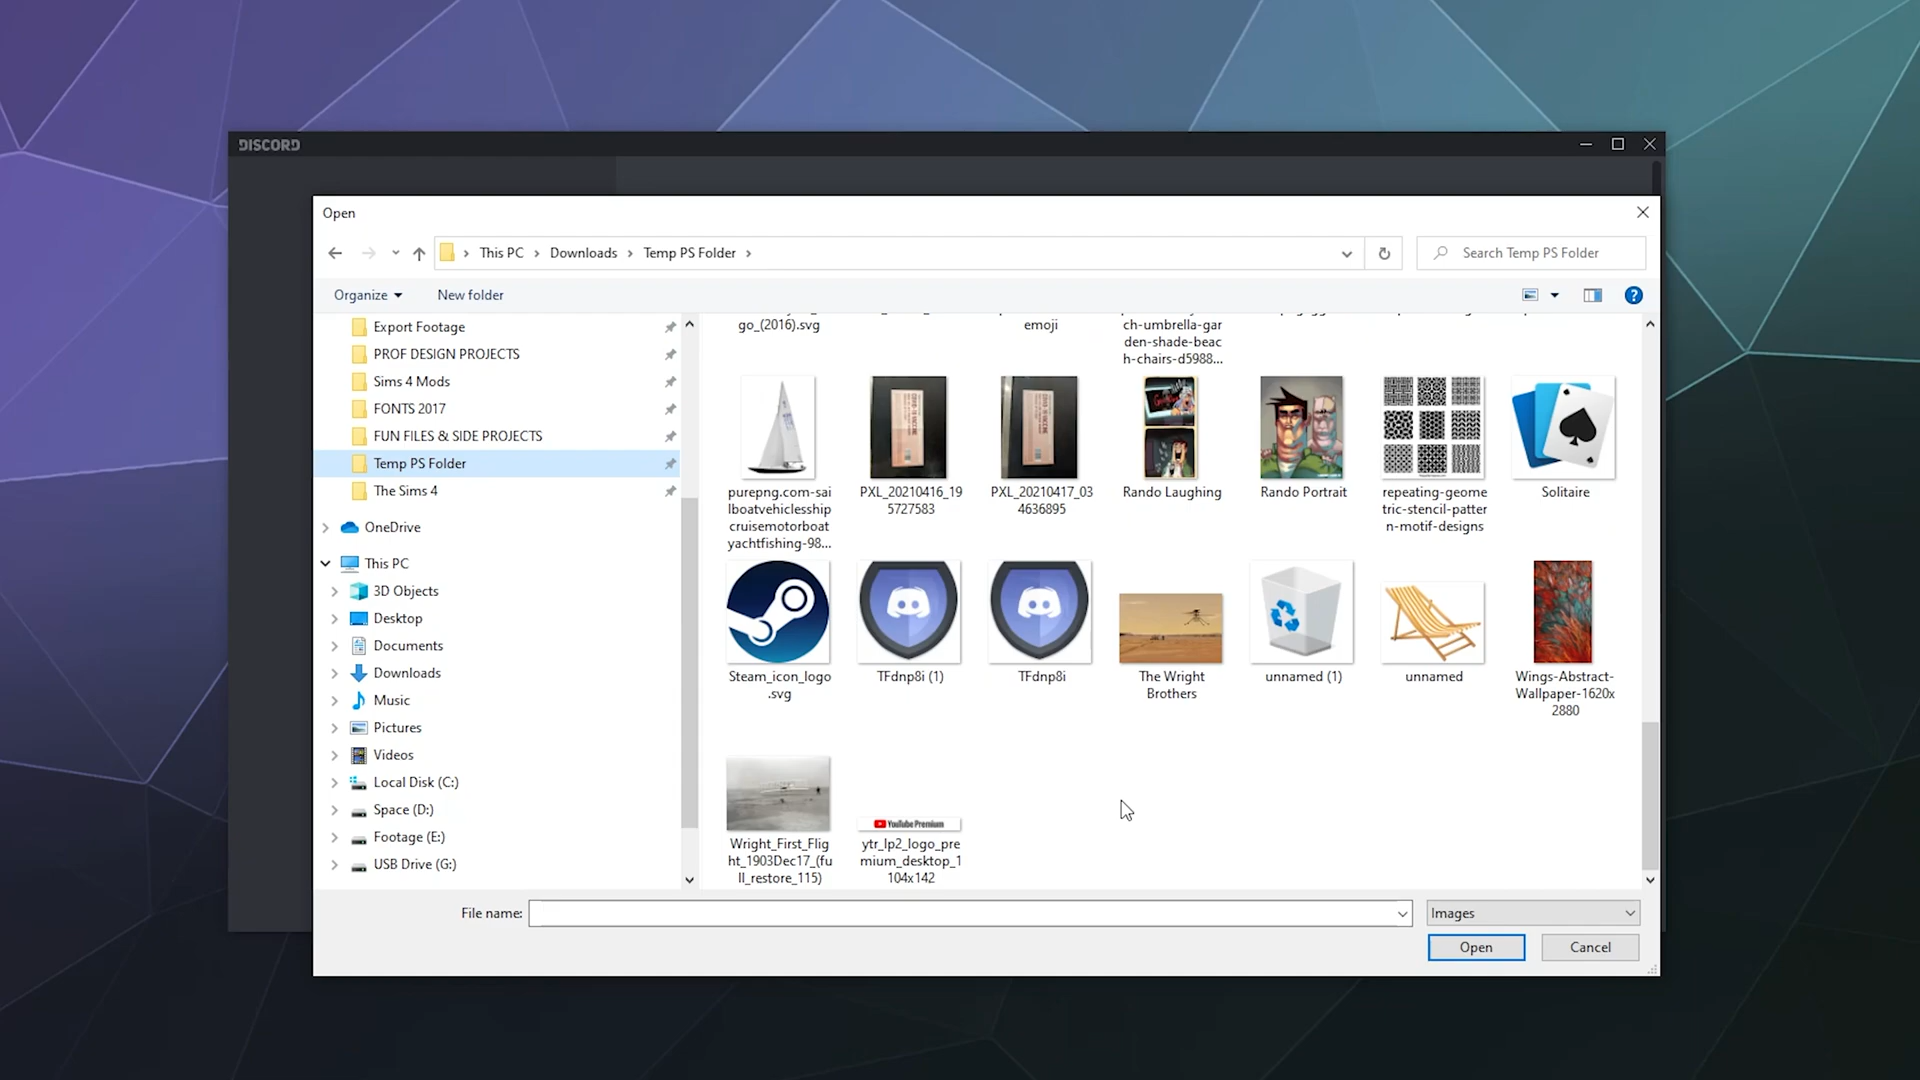 DISCORD
Open
This PC
Downloads
Temp PS Folder
Search Temp PS Folder
Organize
New folder
Export Footage
PROF DESIGN PROJECTS
Sims 4 Mods
FONTS 2017
FUN FILES & SIDE PROJECTS
Temp PS Folder
The Sims 4
OneDrive
This PC
3D Objects
Desktop
Documents
Downloads
Music
Pictures
Videos
Local Disk (C:)
Space (D:)
Footage (E:)
USB Drive (G:)
go_(2016).svg
emoji
ch-umbrella-gar
den-shade-beac
h-chairs-d5988...
purepng.com-sai
lboatvehiclesship
cruisemotorboat
yachtfishing-98...
PXL_20210416_19
5727583
PXL_20210417_03
4636895
Rando Laughing
Rando Portrait
repeating-geome
tric-stencil-patter
n-motif-designs
Solitaire
Steam_icon_logo
.svg
TFdnp8i (1)
TFdnp8i
The Wright
Brothers
unnamed (1)
unnamed
Wings-Abstract-
Wallpaper-1620x
2880
YouTube Premium
Wright_First_Flig
ht_1903Dec17_(fu
ll_restore_115)
ytr_lp2_logo_pre
mium_desktop_1
104x142
File name:
Images
Open
Cancel